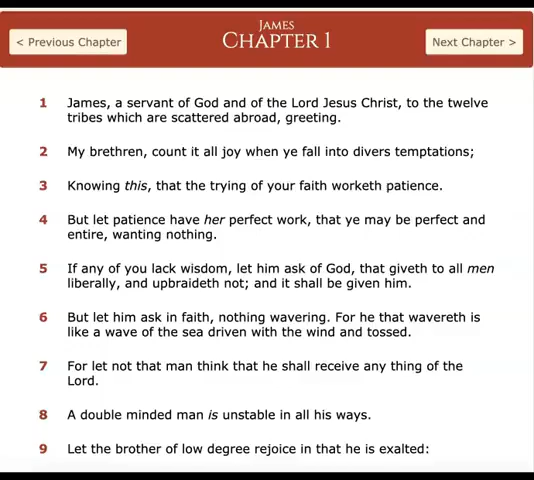 JAMES
CHAPTER 1
< Previous Chapter
Next Chapter >
1 James, a servant of God and of the Lord Jesus Christ, to the twelve
tribes which are scattered abroad, greeting.
2 My brethren, count it all joy when ye fall into divers temptations;
3 Knowing this, that the trying of your faith worketh patience.
4 But let patience have her perfect work, that ye may be perfect and
entire, wanting nothing.
5 If any of you lack wisdom, let him ask of God, that giveth to all men
liberally, and upbraideth not; and it shall be given him.
6 But let him ask in faith, nothing wavering. For he that wavereth is
like a wave of the sea driven with the wind and tossed.
7 For let not that man think that he shall receive any thing of the
Lord.
8 A double minded man is unstable in all his ways.
9 Let the brother of low degree rejoice in that he is exalted: